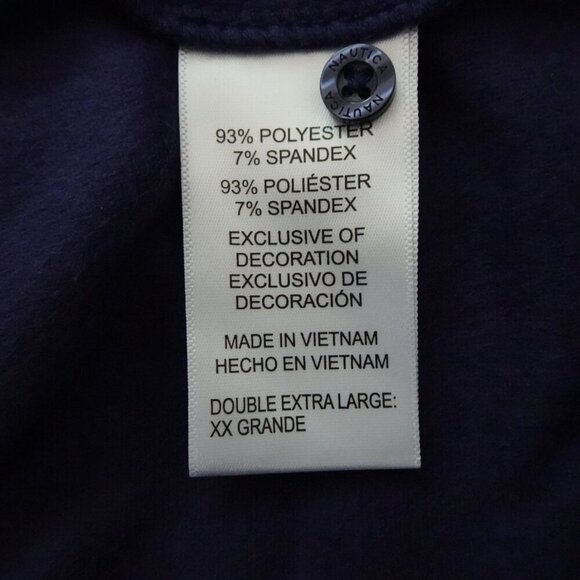 NAUTICA
NAUTICA
93% POLYESTER
7% SPANDEX
93% POLIÉSTER
7% SPANDEX
EXCLUSIVE OF
DECORATION
EXCLUSIVO DE
DECORACIÓN
MADE IN VIETNAM
HECHO EN VIETNAM
DOUBLE EXTRA LARGE:
XX GRANDE